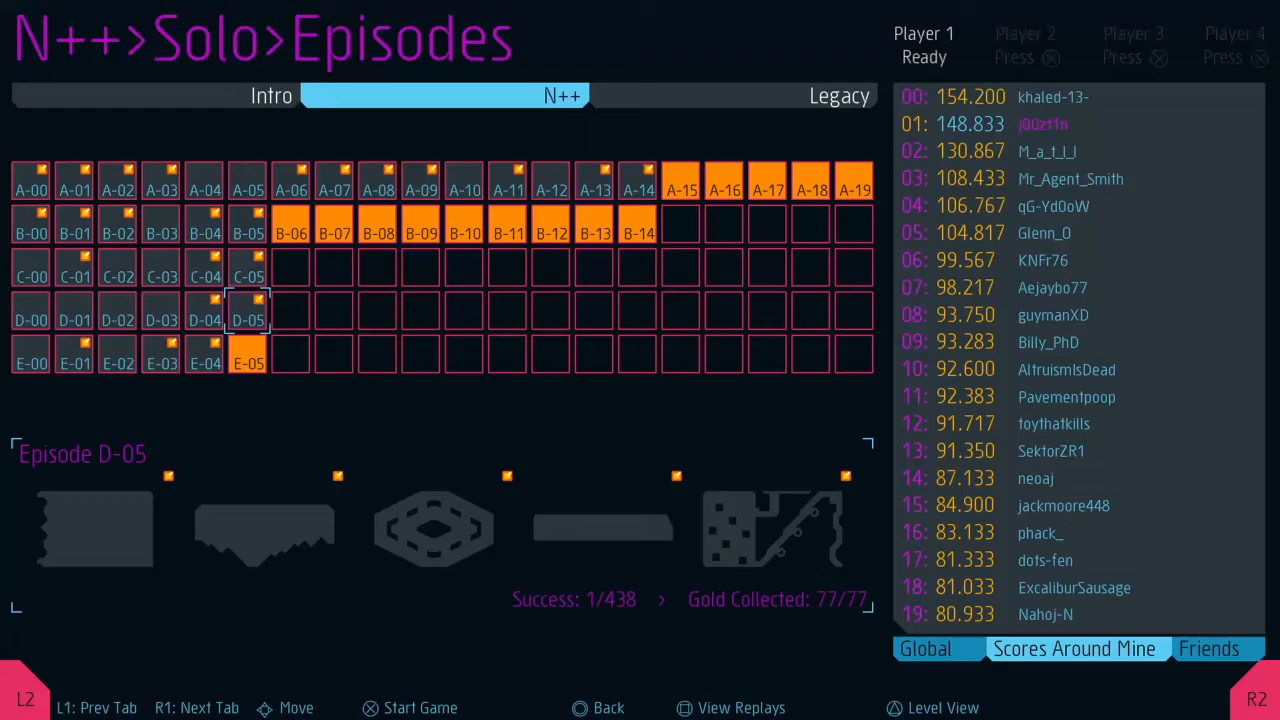 N++>Solo>Episodes
Player 1 Player 2 Player 3 Player 4
Ready Press Press Press
Intro N++ Legacy
A-00 A-01 A-02 A-03 A-04 A-05 A-06 A-07 A-08 A-09 A-10 A-11 A-12 A-13 A-14 A-15 A-16 A-17 A-18 A-19
B-00 B-01 B-02 B-03 B-04 B-05 B-06 B-07 B-08 B-09 B-10 B-11 B-12 B-13 B-14
C-00 C-01 C-02 C-03 C-04 C-05
D-00 D-01 D-02 D-03 D-04 D-05
E-00 E-01 E-02 E-03 E-04 E-05
Episode D-05
Success: 1/438 > Gold Collected: 77/77
00: 154.200 khaled-13-
01: 148.833 j00zt1n
02: 130.867 M_a_t_I_I
03: 108.433 Mr_Agent_Smith
04: 106.767 qG-Yd0oW
05: 104.817 Glenn_0
06: 99.567 KNFr76
07: 98.217 Aejaybo77
08: 93.750 guymanXD
09: 93.283 Billy_PhD
10: 92.600 AltruismIsDead
11: 92.383 Pavementpoop
12: 91.717 toythatkills
13: 91.350 SektorZR1
14: 87.133 neoaj
15: 84.900 jackmoore448
16: 83.133 phack_
17: 81.333 dots-fen
18: 81.033 ExcaliburSausage
19: 80.933 Nahoj-N
Global Scores Around Mine Friends
L2 L1: Prev Tab R1: Next Tab Move Start Game Back View Replays Level View R2